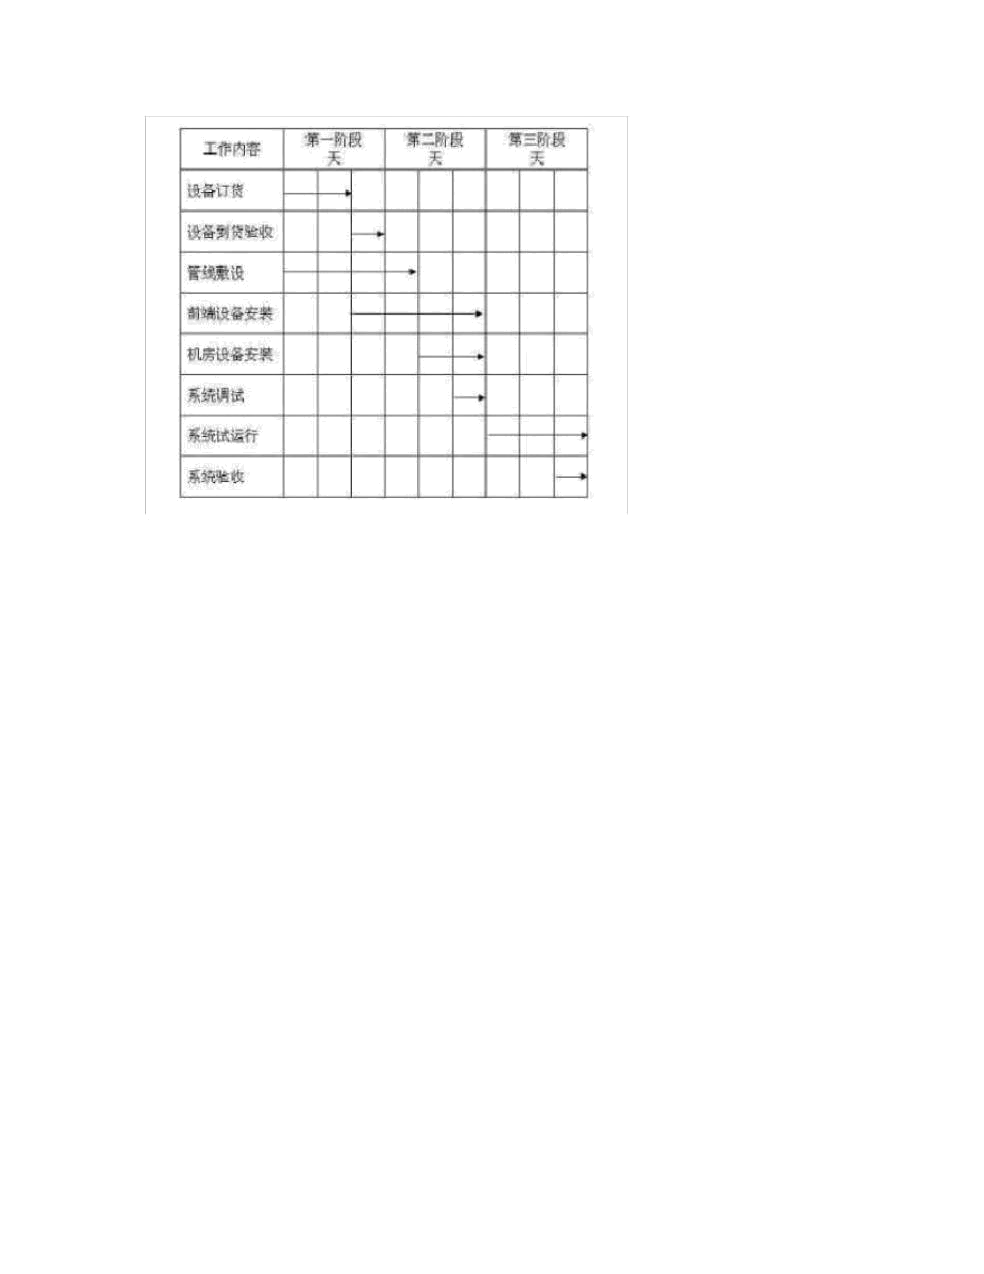 工作内容
第一阶段
天
第二阶段
天
第三阶段
天
设备订货
设备到货验收
管线敷设
前端设备安装
机房设备安装
系统调试
系统试运行
系统验收